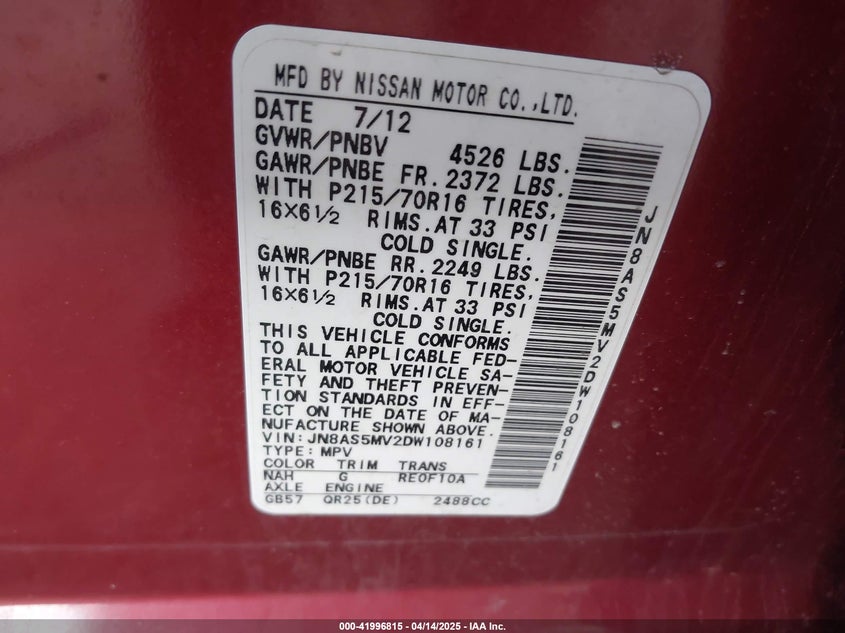 MFD BY NISSAN MOTOR CO.,LTD.
DATE 7/12
GVWR/PNBV 4526 LBS.
GAWR/PNBE FR. 2372 LBS.
WITH P215/70R16 TIRES,
16X6½ RIMS. AT 33 PSI
COLD SINGLE.
GAWR/PNBE RR. 2249 LBS.
WITH P215/70R16 TIRES,
16X6½ RIMS. AT 33 PSI
COLD SINGLE.
THIS VEHICLE CONFORMS
TO ALL APPLICABLE FED-
ERAL MOTOR VEHICLE SA-
FETY AND THEFT PREVEN-
TION STANDARDS IN EFF-
ECT ON THE DATE OF MA-
NUFACTURE SHOWN ABOVE.
VIN: JN8AS5MV2DW108161
TYPE: MPV
COLOR TRIM TRANS
NAH G RE0F10A
AXLE ENGINE
GB57 QR25(DE) 2488CC
JN8AS5MV2DW108161
000-41996815 - 04/14/2025 - IAA Inc.